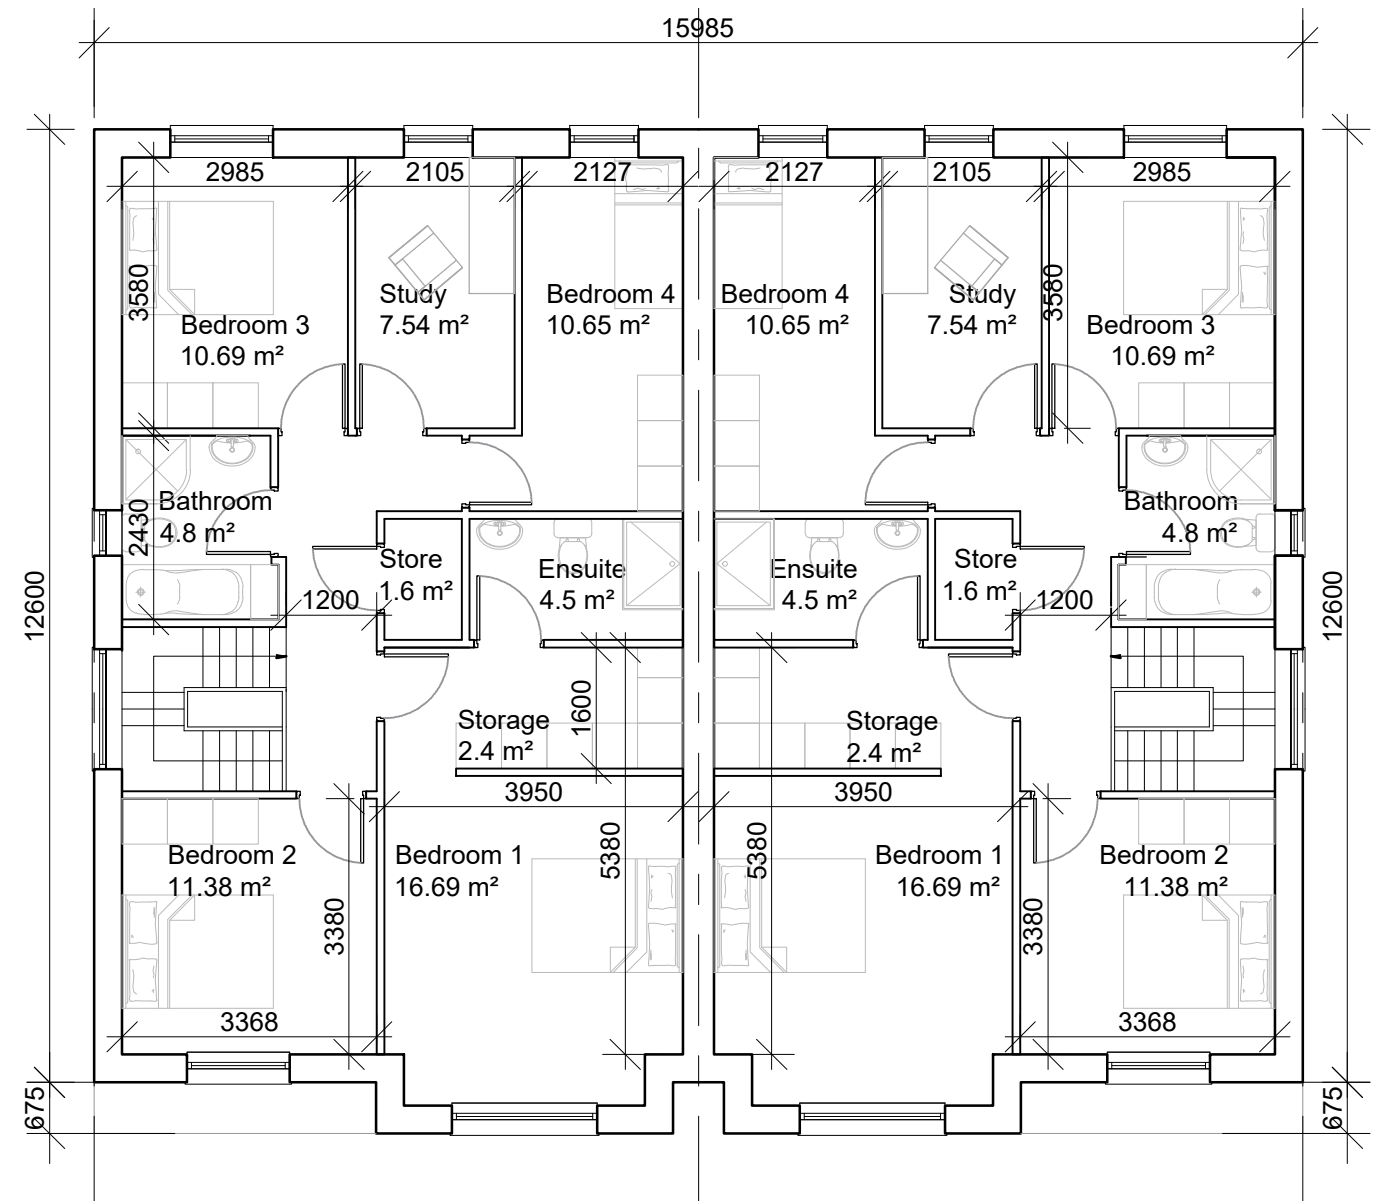 15985
2985
2105
2127
2127
2105
2985
3580
Study
7.54 m²
Bedroom 4
10.65 m²
Bedroom 4
10.65 m²
Study
7.54 m²
3580
Bedroom 3
10.69 m²
Bedroom 3
10.69 m²
2430
Bathroom
4.8 m²
Bathroom
4.8 m²
Store
1.6 m²
Ensuite
4.5 m²
Ensuite
4.5 m²
Store
1.6 m²
12600
1200
1200
12600
Storage
2.4 m²
1600
Storage
2.4 m²
3950
3950
Bedroom 2
11.38 m²
Bedroom 1
16.69 m²
5380
5380
Bedroom 1
16.69 m²
Bedroom 2
11.38 m²
3380
3380
3368
3368
675
675